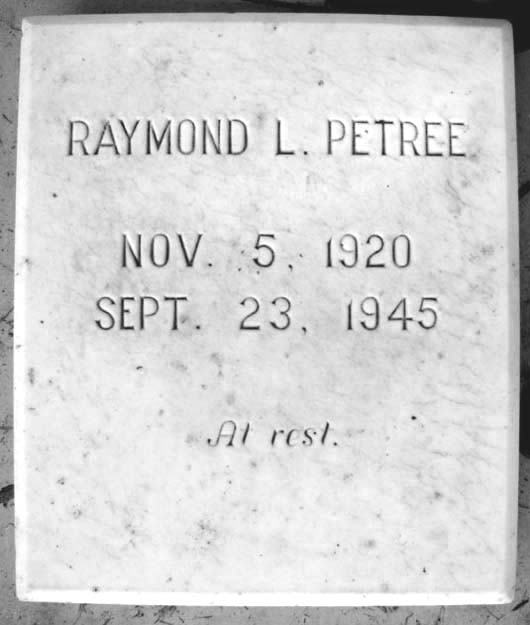 RAYMOND L. PETREE
NOV. 5, 1920
SEPT. 23, 1945
At rest.